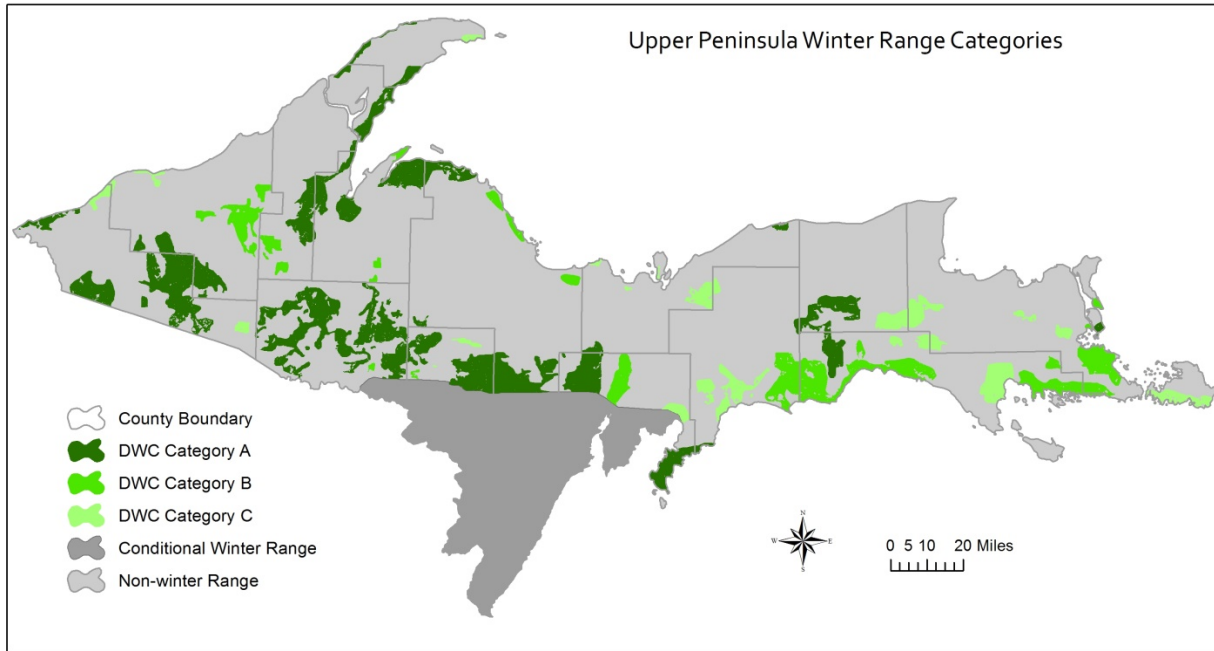 Upper Peninsula Winter Range Categories
County Boundary
DWC Category A
DWC Category B
DWC Category C
Conditional Winter Range
Non-winter Range
N
W E
S
0 5 10 20 Miles